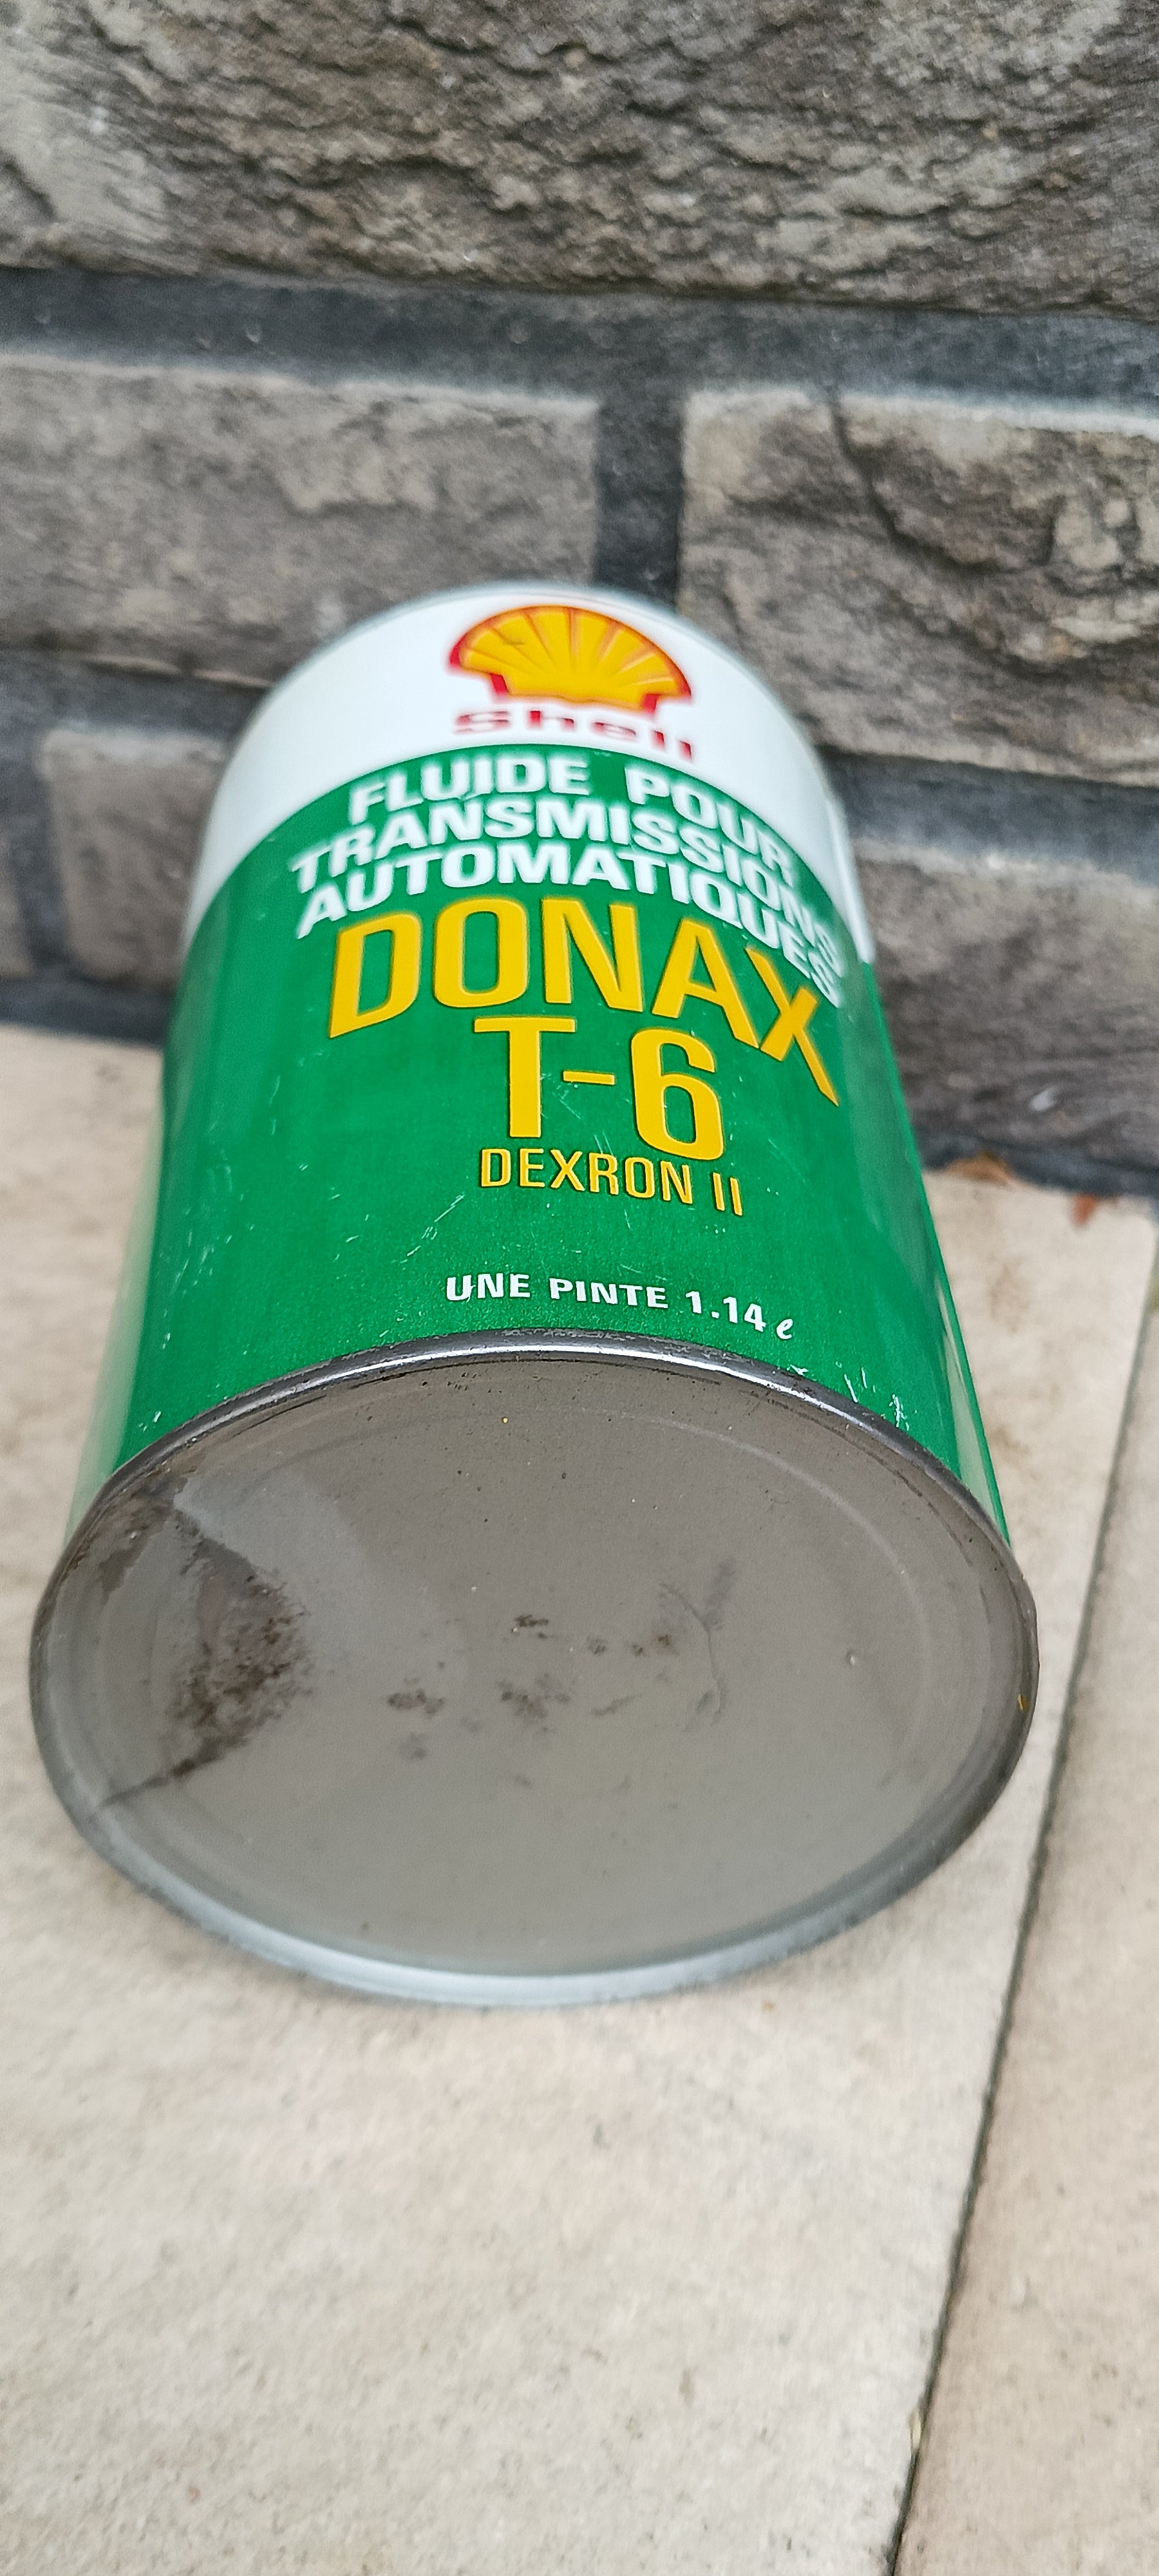 Shell
FLUIDE POUR
TRANSMISSIONS
AUTOMATIQUES
DONAX
T-6
DEXRON II
UNE PINTE 1.14 ℓ